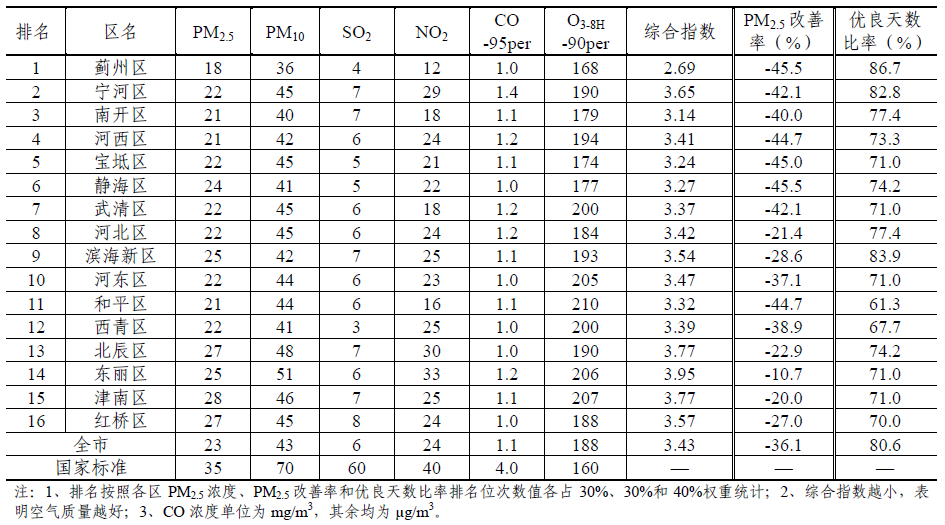 排名 区名 PM2.5 PM10 SO2 NO2 CO-95per O3-8H-90per 综合指数 PM2.5改善率（%） 优良天数比率（%）
1 蓟州区 18 36 4 12 1.0 168 2.69 -45.5 86.7
2 宁河区 22 45 7 29 1.4 190 3.65 -42.1 82.8
3 南开区 21 40 7 18 1.1 179 3.14 -40.0 77.4
4 河西区 21 42 6 24 1.2 194 3.41 -44.7 73.3
5 宝坻区 22 45 5 21 1.1 174 3.24 -45.0 71.0
6 静海区 24 41 5 22 1.0 177 3.27 -45.5 74.2
7 武清区 22 45 6 18 1.2 200 3.37 -42.1 71.0
8 河北区 22 45 6 24 1.2 184 3.42 -21.4 77.4
9 滨海新区 25 42 7 25 1.1 193 3.54 -28.6 83.9
10 河东区 22 44 6 23 1.0 205 3.47 -37.1 71.0
11 和平区 21 44 6 16 1.1 210 3.32 -44.7 61.3
12 西青区 22 41 3 25 1.0 200 3.39 -38.9 67.7
13 北辰区 27 48 7 30 1.0 190 3.77 -22.9 74.2
14 东丽区 25 51 6 33 1.2 206 3.95 -10.7 71.0
15 津南区 28 46 7 25 1.1 207 3.77 -20.0 71.0
16 红桥区 27 45 8 24 1.0 188 3.57 -27.0 70.0
全市 23 43 6 24 1.1 188 3.43 -36.1 80.6
国家标准 35 70 60 40 4.0 160 — — —
注：1、排名按照各区 PM2.5浓度、PM2.5改善率和优良天数比率排名位次数值各占 30%、30%和 40%权重统计；2、综合指数越小，表
明空气质量越好；3、CO 浓度单位为 mg/m3，其余均为 μg/m3。